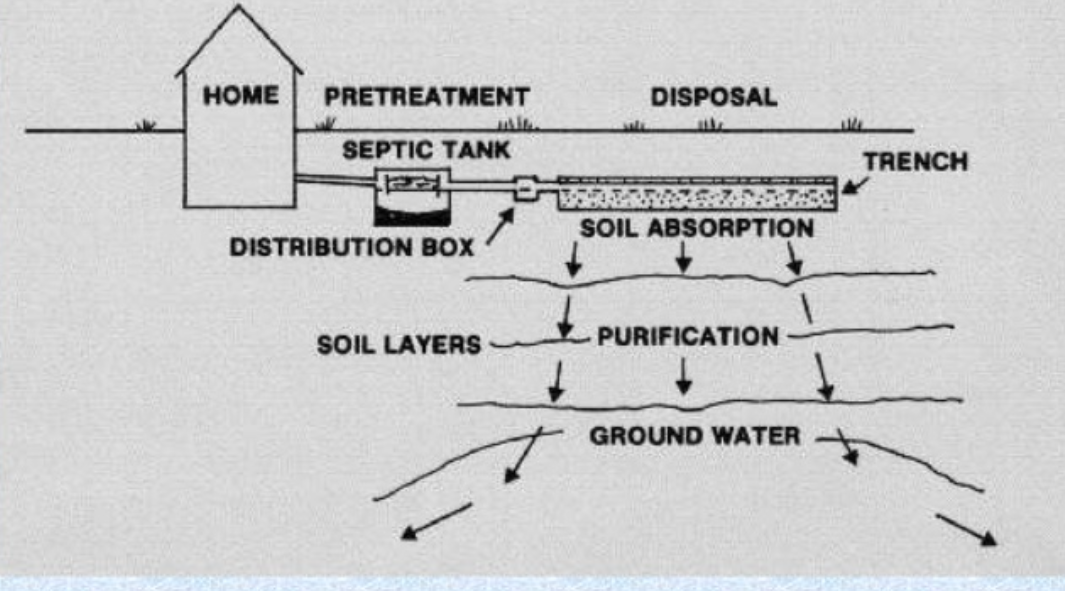 HOME
PRETREATMENT
DISPOSAL
SEPTIC TANK
TRENCH
DISTRIBUTION BOX
SOIL ABSORPTION
SOIL LAYERS
PURIFICATION
GROUND WATER